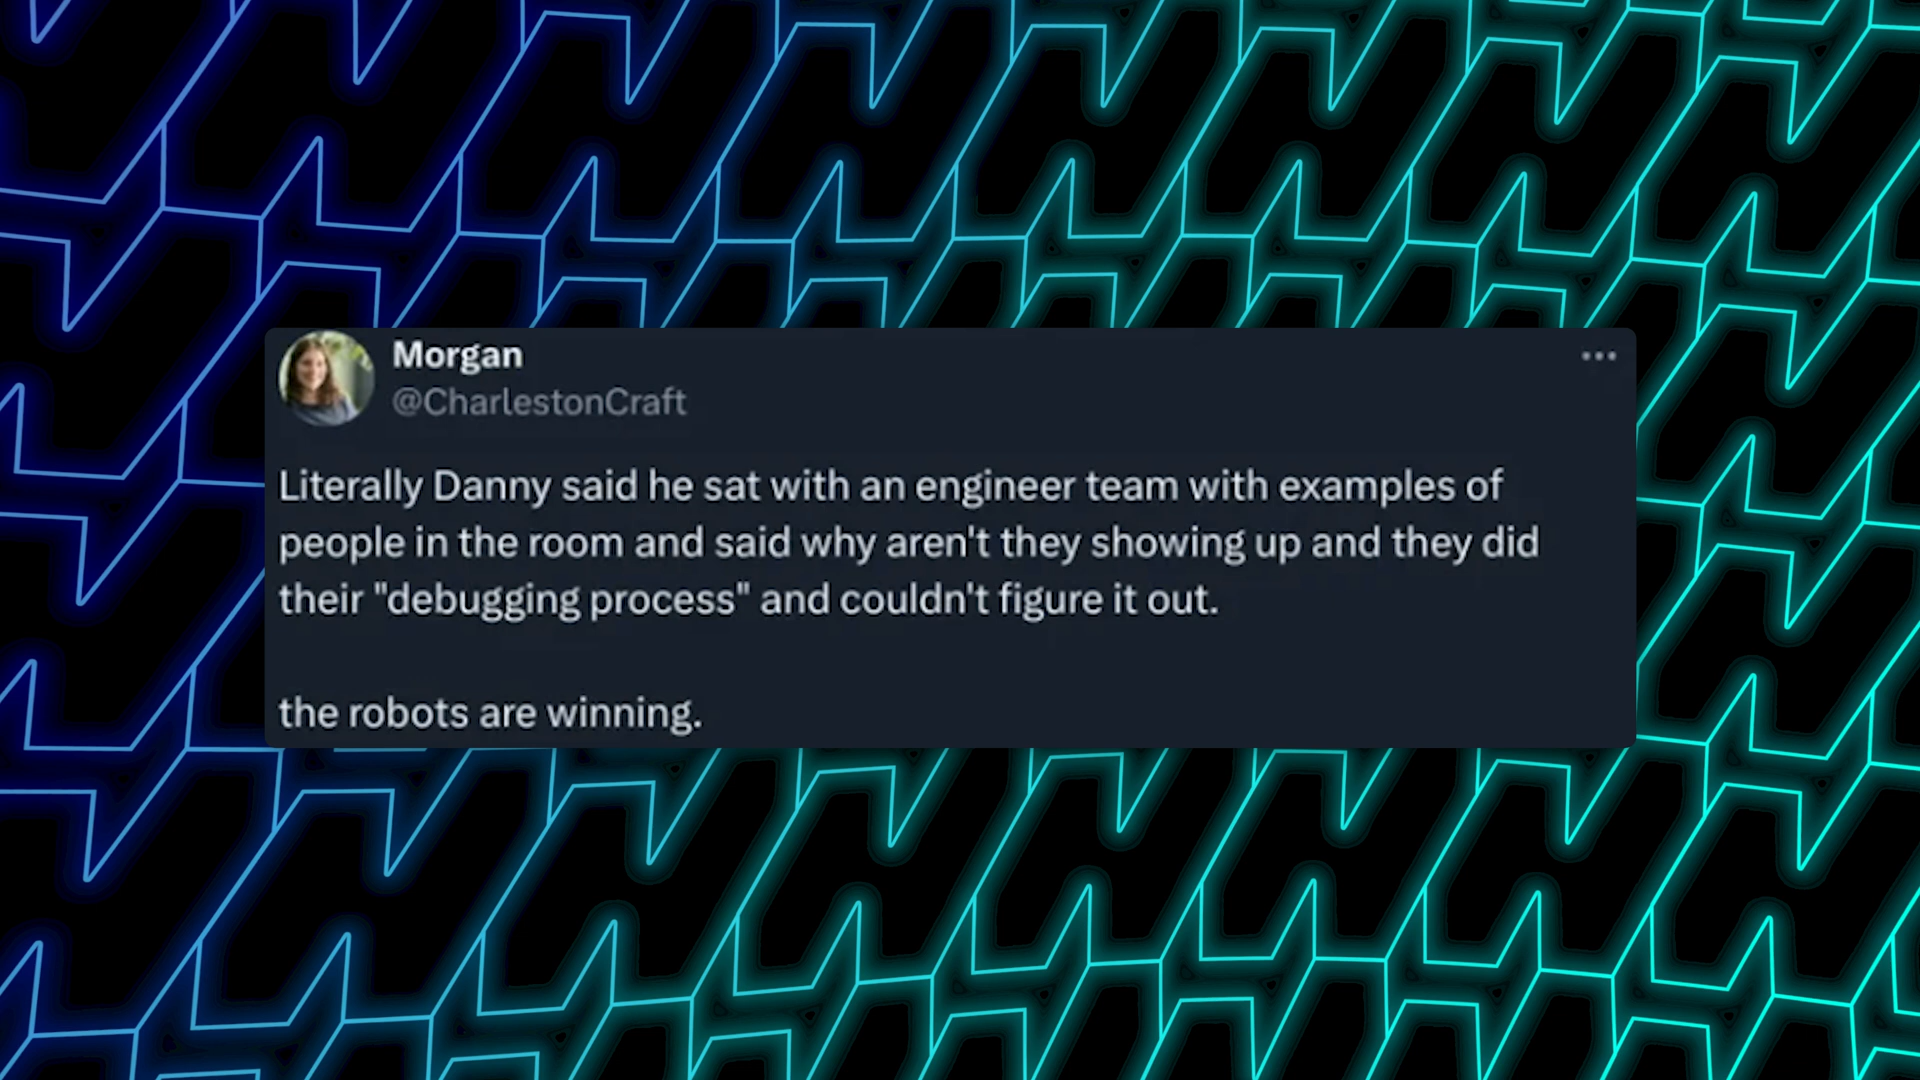 Morgan
@CharlestonCraft
Literally Danny said he sat with an engineer team with examples of
people in the room and said why aren't they showing up and they did
their "debugging process" and couldn't figure it out.
the robots are winning.